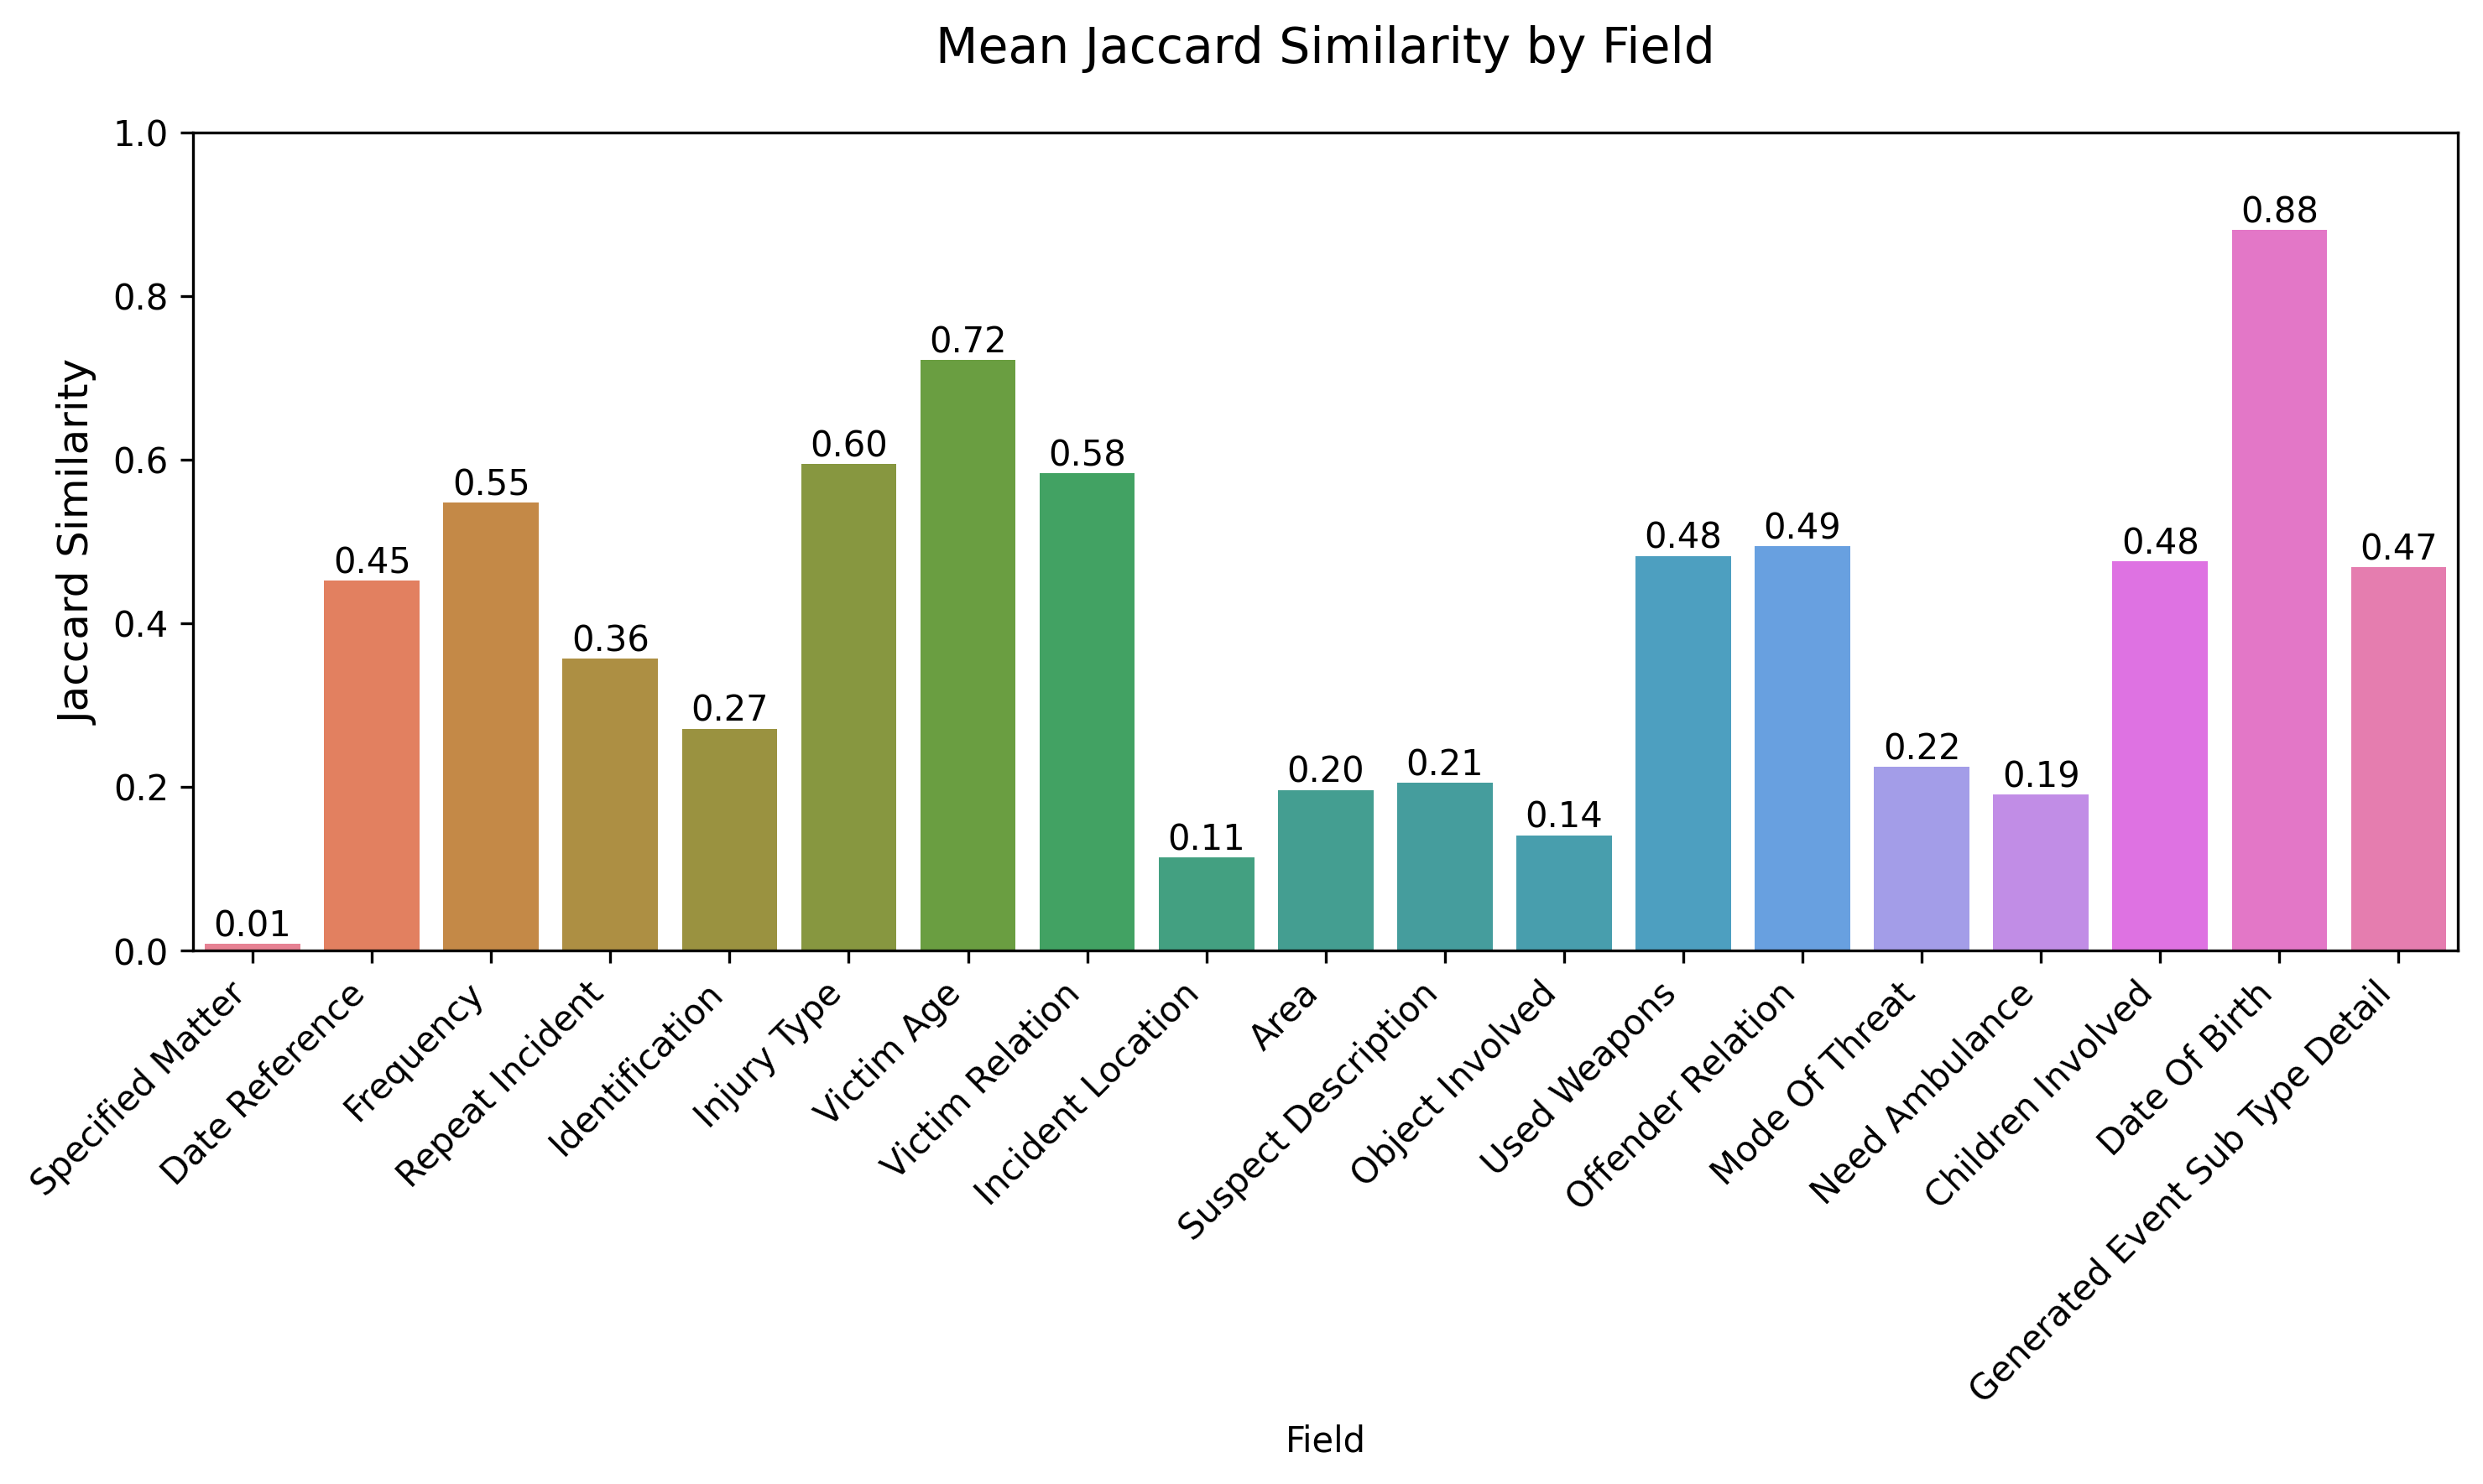 Mean Jaccard Similarity by Field
Jaccard Similarity
1.0
0.8
0.6
0.4
0.2
0.0
0.01
0.45
0.55
0.36
0.27
0.60
0.72
0.58
0.11
0.20
0.21
0.14
0.48
0.49
0.22
0.19
0.48
0.88
0.47
Specified Matter
Date Reference
Frequency
Repeat Incident
Identification
Injury Type
Victim Age
Victim Relation
Incident Location
Area
Suspect Description
Object Involved
Used Weapons
Offender Relation
Mode Of Threat
Need Ambulance
Children Involved
Date Of Birth
Generated Event Sub Type Detail
Field